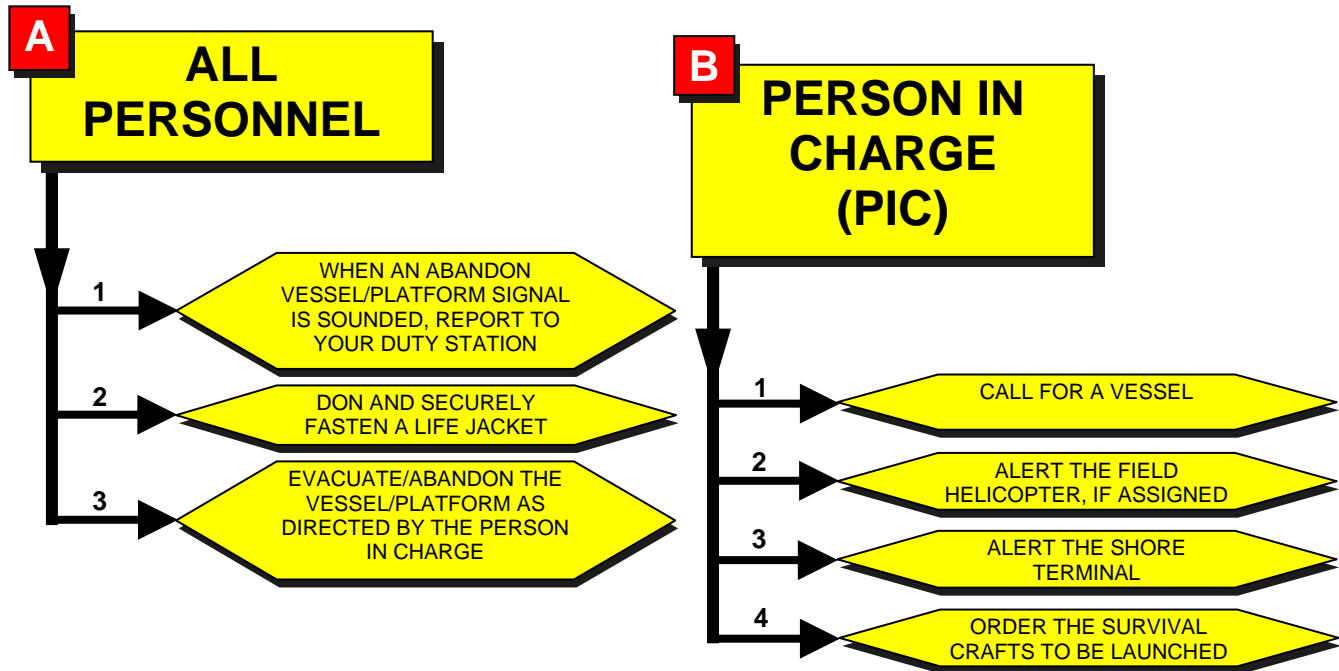 A
ALL
PERSONNEL
1
WHEN AN ABANDON
VESSEL/PLATFORM SIGNAL
IS SOUNDED, REPORT TO
YOUR DUTY STATION
2
DON AND SECURELY
FASTEN A LIFE JACKET
3
EVACUATE/ABANDON THE
VESSEL/PLATFORM AS
DIRECTED BY THE PERSON
IN CHARGE
B
PERSON IN
CHARGE
(PIC)
1
CALL FOR A VESSEL
2
ALERT THE FIELD
HELICOPTER, IF ASSIGNED
3
ALERT THE SHORE
TERMINAL
4
ORDER THE SURVIVAL
CRAFTS TO BE LAUNCHED